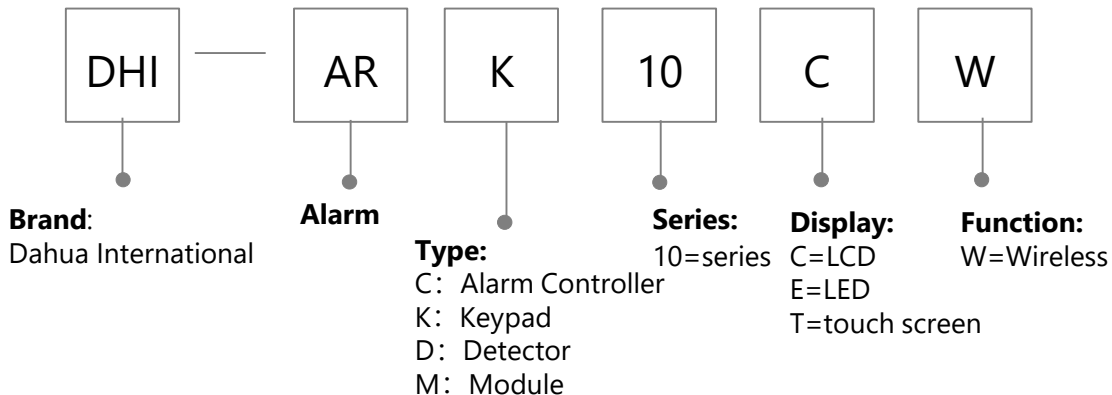 DHI AR K 10 C W
Brand:
Dahua International
Alarm
Type:
C：Alarm Controller
K：Keypad
D：Detector
M：Module
Series:
10=series
Display:
C=LCD
E=LED
T=touch screen
Function:
W=Wireless